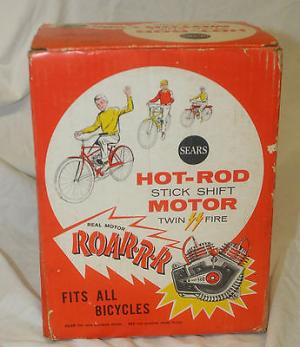 SEARS
HOT-ROD
STICK SHIFT
MOTOR
TWIN FIRE
REAL MOTOR
ROAR-R-R
FITS ALL
BICYCLES